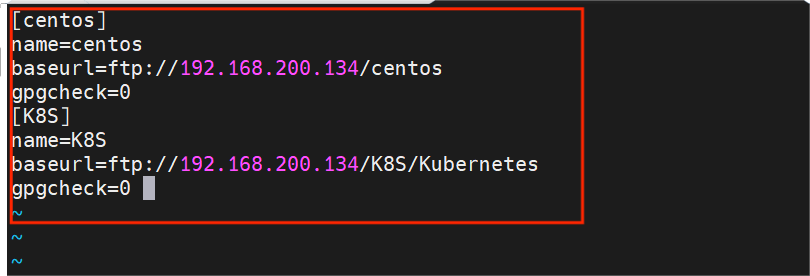 [centos]
name=centos
baseurl=ftp://192.168.200.134/centos
gpgcheck=0
[K8S]
name=K8S
baseurl=ftp://192.168.200.134/K8S/Kubernetes
gpgcheck=0
~
~
~